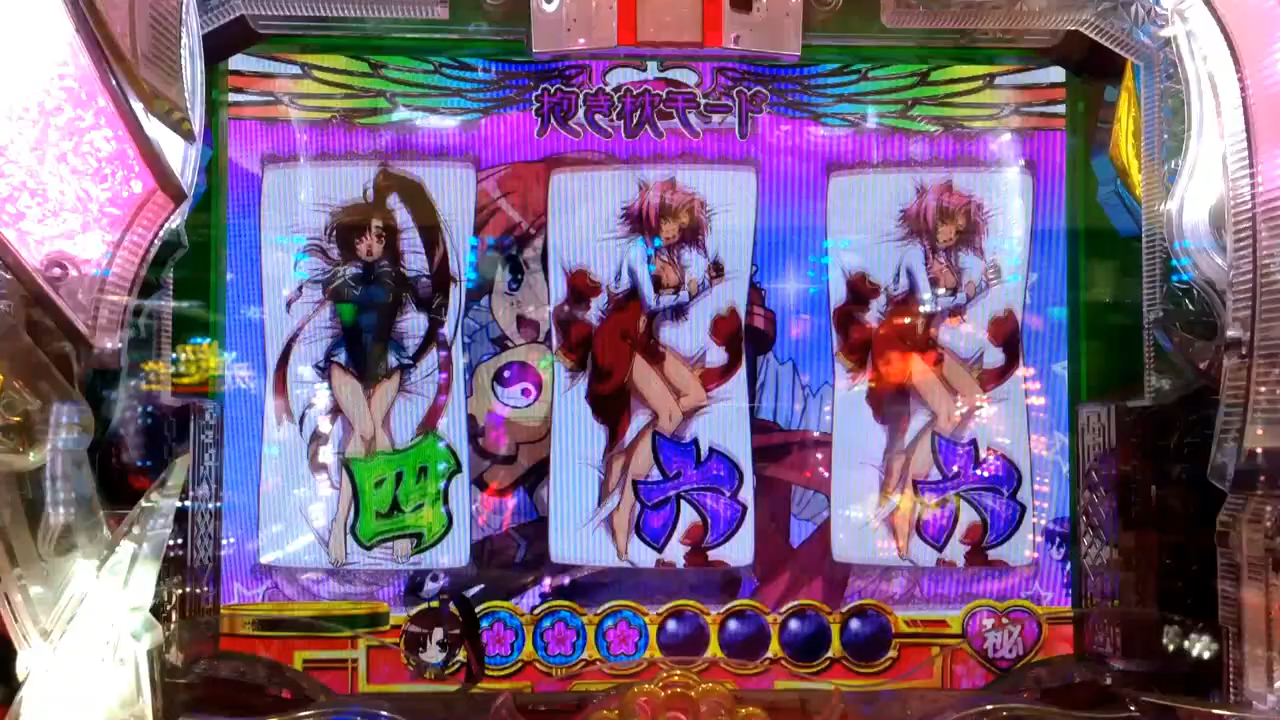 抱き枕モード
四 六 六
秘